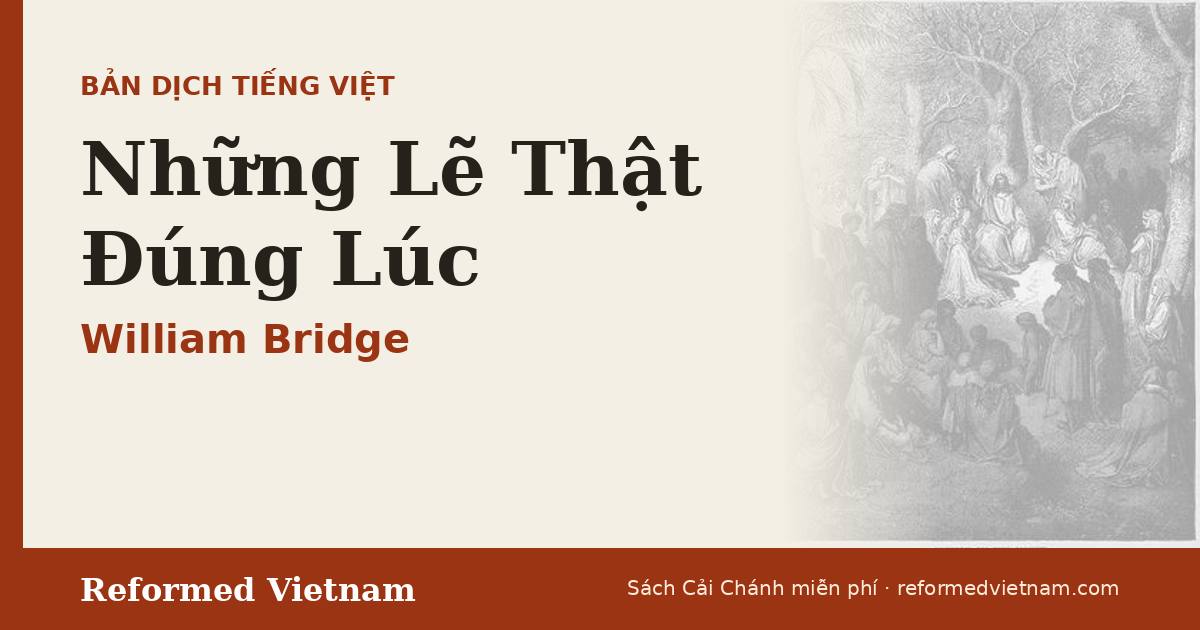 BẢN DỊCH TIẾNG VIỆT
Những Lẽ Thật
Đúng Lúc
William Bridge
Reformed Vietnam
Sách Cải Chánh miễn phí · reformedvietnam.com